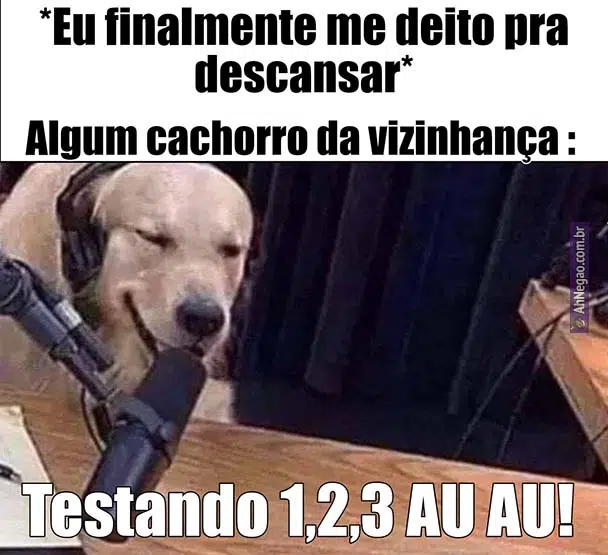 *Eu finalmente me deito pra
descansar*
Algum cachorro da vizinhança :
AhNegao.com.br
Testando 1,2,3 AU AU!